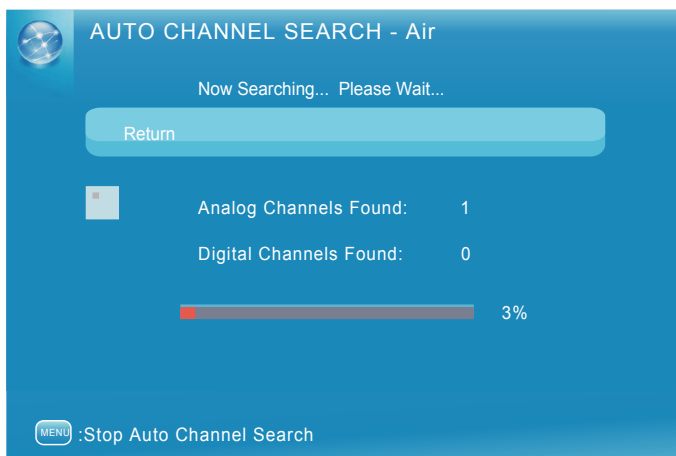 AUTO CHANNEL SEARCH - Air
Now Searching... Please Wait...
Return
Analog Channels Found: 1
Digital Channels Found: 0
3%
MENU :Stop Auto Channel Search